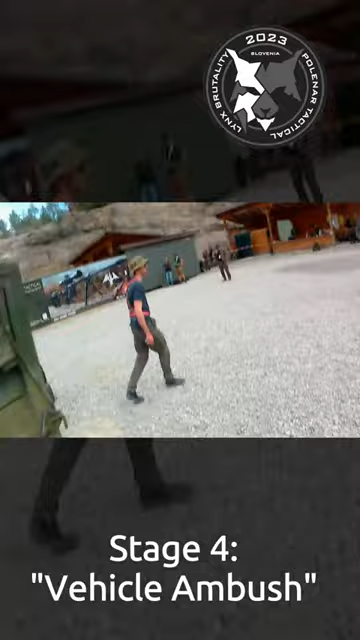 2023
SLOVENIA
LYNX BRUTALITY
POLENAR TACTICAL
Stage 4:
"Vehicle Ambush"